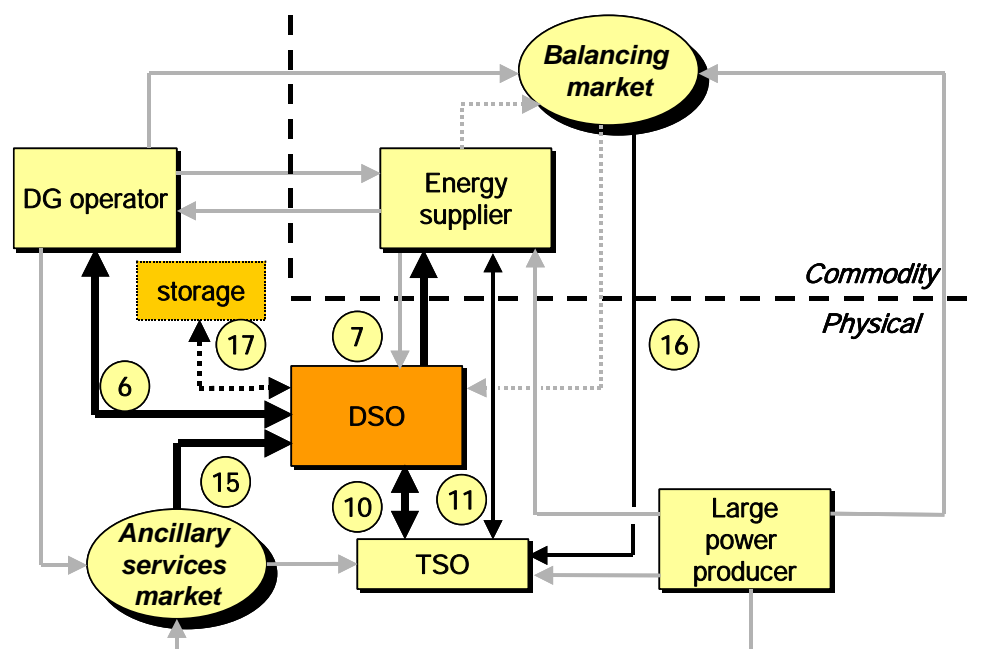 Balancing
market
DG operator
Energy
supplier
storage
Commodity
Physical
17
7
16
6
DSO
15
10
11
Large
power
producer
Ancillary
services
market
TSO